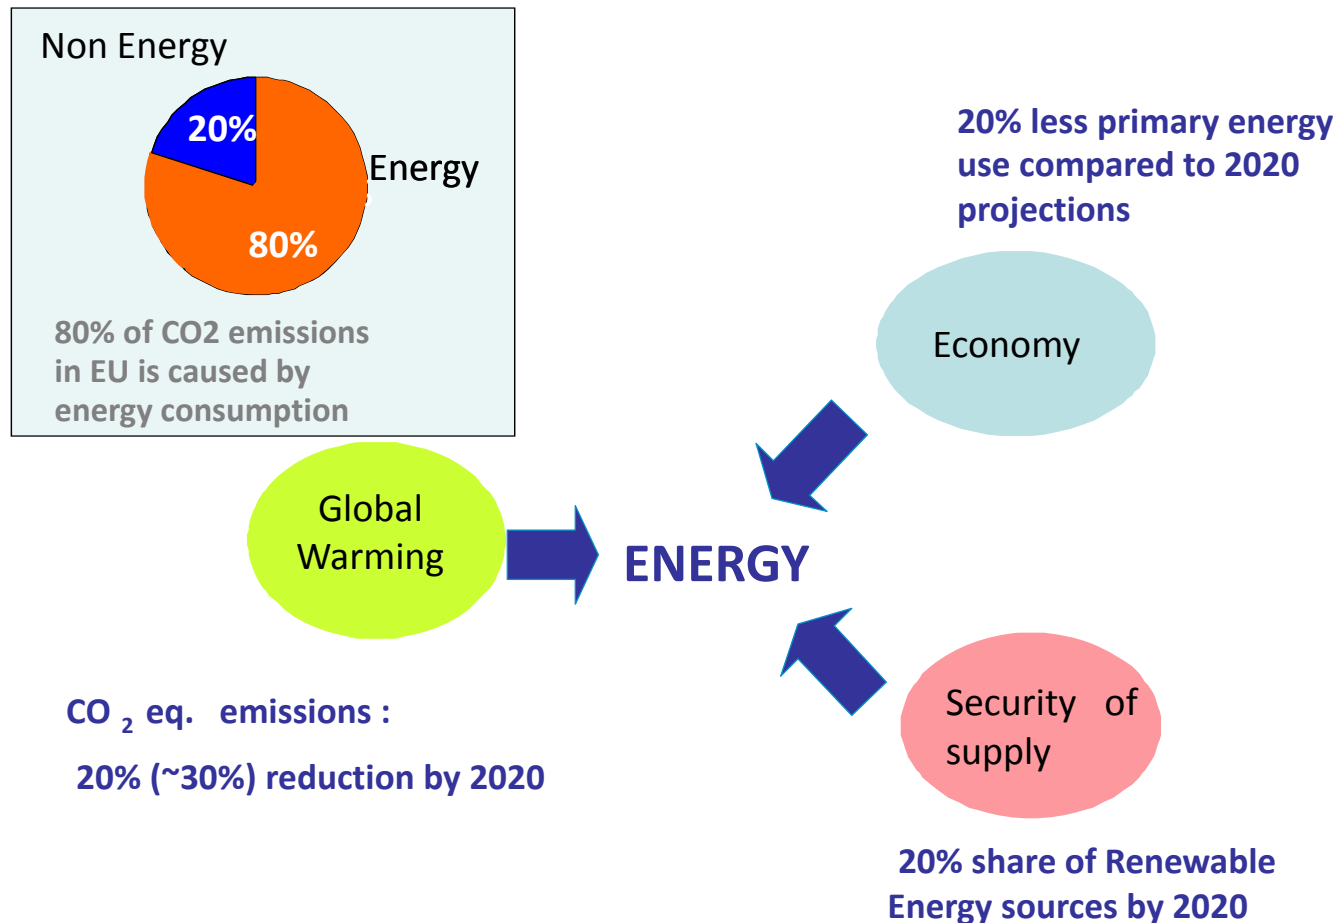 Non Energy
20%
Energy
80%
80% of CO2 emissions
in EU is caused by
energy consumption
20% less primary energy
use compared to 2020
projections
Economy
Global
Warming
ENERGY
CO 2 eq. emissions :
20% (~30%) reduction by 2020
Security of
supply
20% share of Renewable
Energy sources by 2020